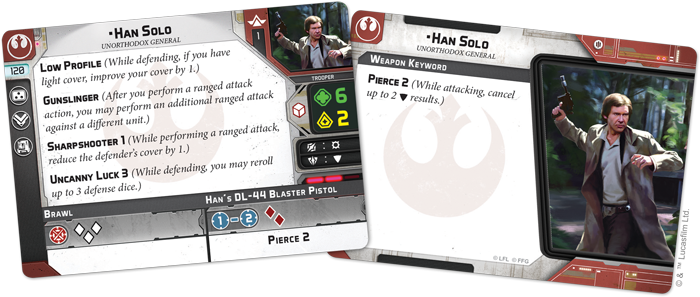 •Han Solo
Unorthodox General
1
120
Low Profile (While defending, if you have
light cover, improve your cover by 1.)
Gunslinger (After you perform a ranged attack
action, you may perform an additional ranged attack
against a different unit.)
Sharpshooter 1 (While performing a ranged attack,
reduce the defender's cover by 1.)
Uncanny Luck 3 (While defending, you may reroll
up to 3 defense dice.)
Trooper
6
2
Brawl
Han's DL-44 Blaster Pistol
1-2
Pierce 2
•Han Solo
Unorthodox General
Weapon Keyword
Pierce 2 (While attacking, cancel
up to 2 results.)
© LFL © FFG
© & ™ Lucasfilm Ltd.